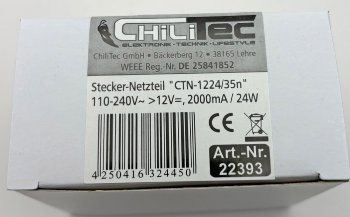 CHiLiTEC
ELEKTRONIK - TECHNIK - LIFESTYLE
ChiliTec GmbH • Bäckerberg 12 • 38165 Lehre
WEEE Reg.-Nr. DE 25841852
Stecker-Netzteil "CTN-1224/35n"
110-240V~ >12V=, 2000mA / 24W
CE
Art.-Nr.
22393
4 250416 324450